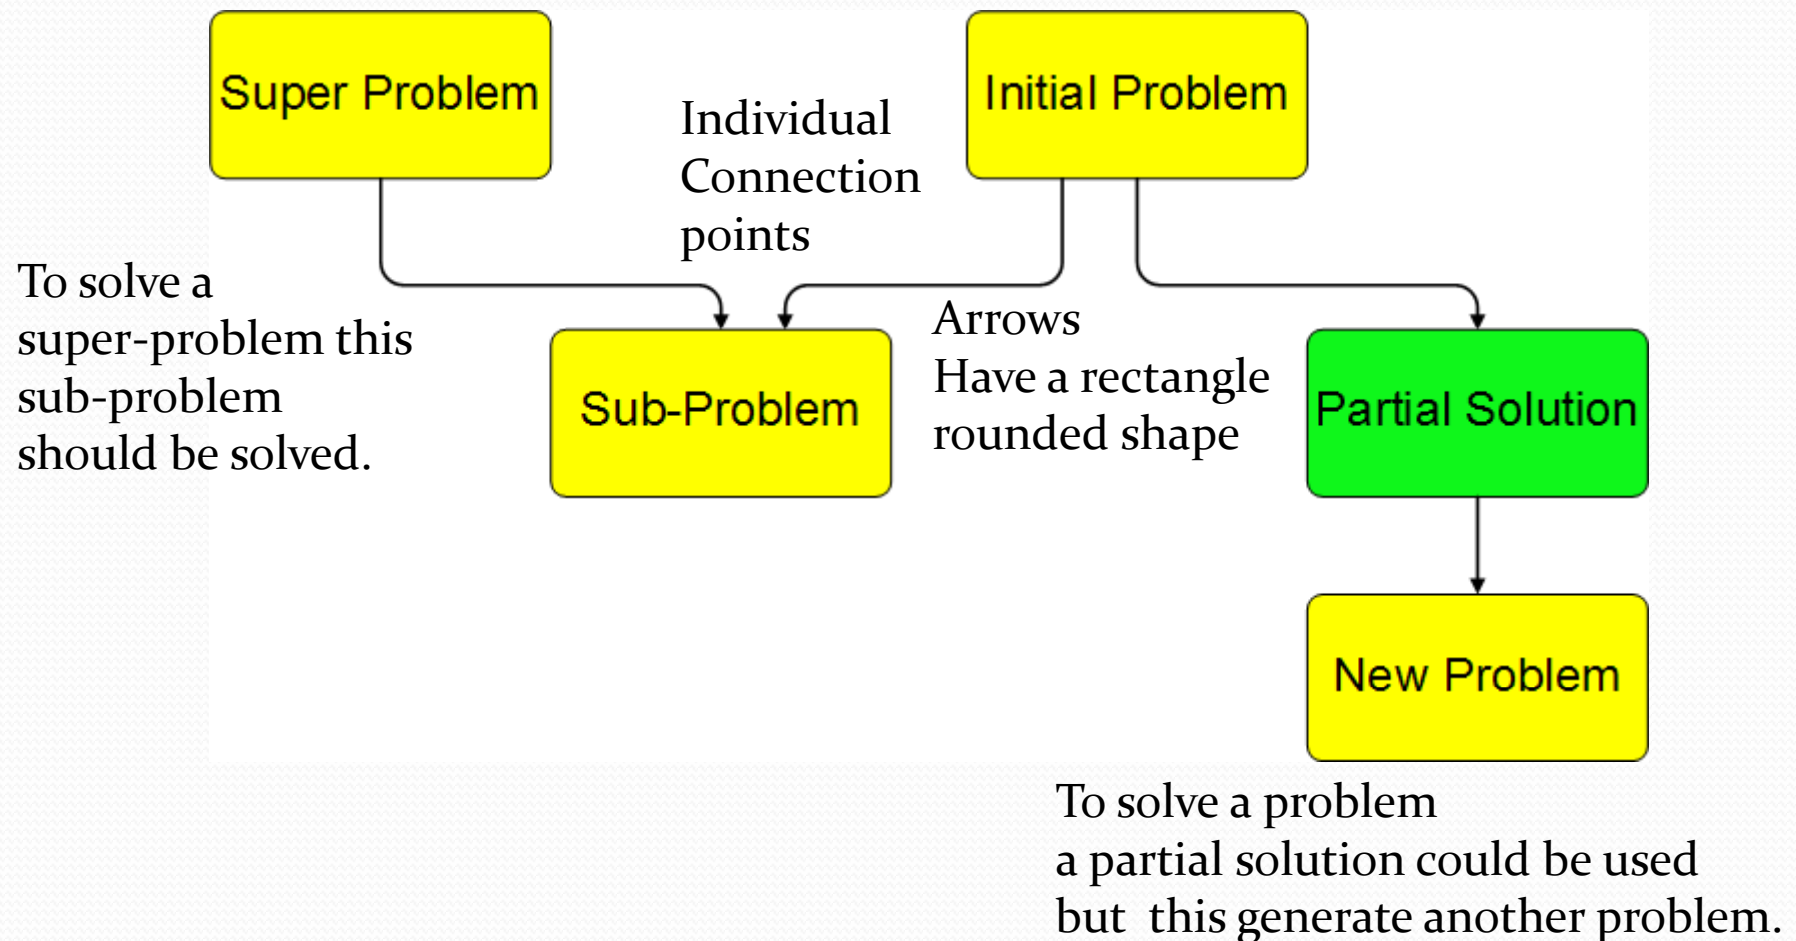 Super Problem
Initial Problem
Individual
Connection
points
To solve a
super-problem this
sub-problem
should be solved.
Sub-Problem
Arrows
Have a rectangle
rounded shape
Partial Solution
New Problem
To solve a problem
a partial solution could be used
but  this generate another problem.